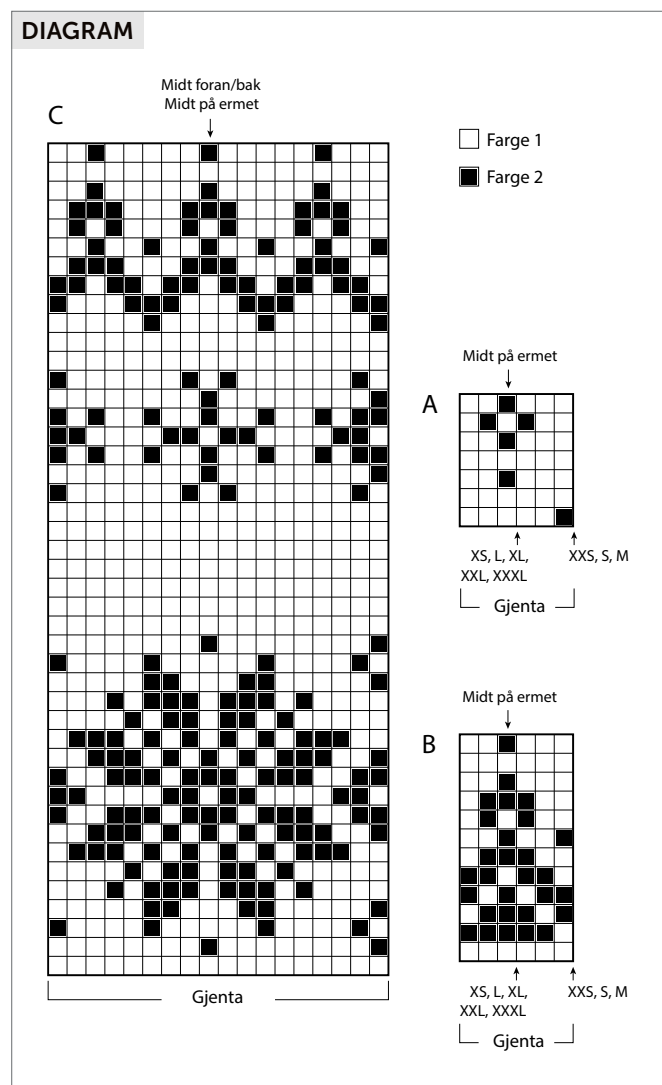 DIAGRAM
Midt foran/bak
Midt på ermet
C
Farge 1
Farge 2
Gjenta
Midt på ermet
A
XS, L, XL,
XXL, XXXL
XXS, S, M
Gjenta
Midt på ermet
B
XS, L, XL,
XXL, XXXL
XXS, S, M
Gjenta